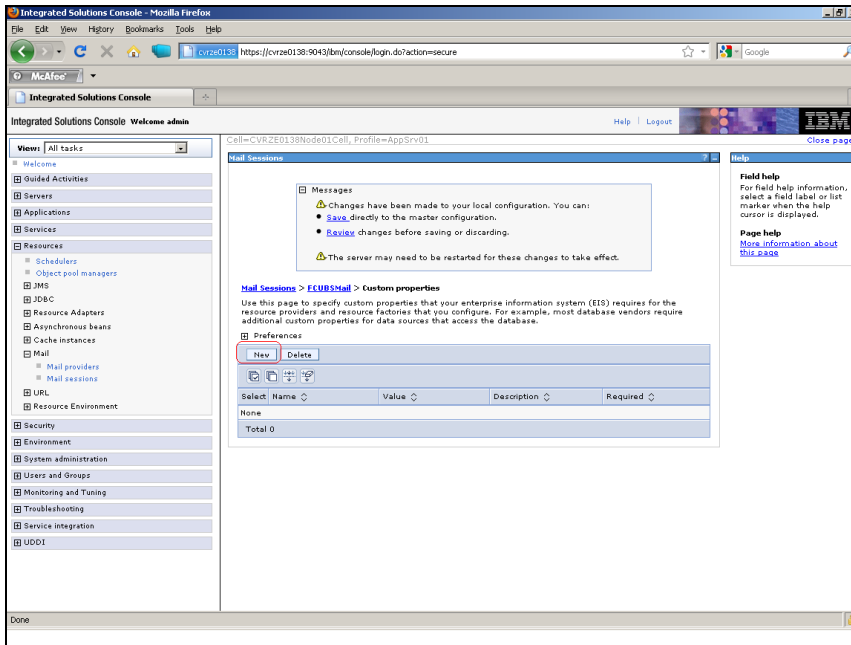 Integrated Solutions Console - Mozilla Firefox
File Edit View History Bookmarks Tools Help
cvrze0138 https://cvrze0138:9043/ibm/console/login.do?action=secure
Google
McAfee
Integrated Solutions Console
Integrated Solutions Console Welcome admin
Help | Logout
IBM
View: All tasks
Welcome
Guided Activities
Servers
Applications
Services
Resources
Schedulers
Object pool managers
JMS
JDBC
Resource Adapters
Asynchronous beans
Cache instances
Mail
Mail providers
Mail sessions
URL
Resource Environment
Security
Environment
System administration
Users and Groups
Monitoring and Tuning
Troubleshooting
Service integration
UDDI
Cell=CVRZE0138Node01Cell, Profile=AppSrv01
Close page
Mail Sessions
? -
Messages
Changes have been made to your local configuration. You can:
Save directly to the master configuration.
Review changes before saving or discarding.
The server may need to be restarted for these changes to take effect.
Mail Sessions > FCUBSMail > Custom properties
Use this page to specify custom properties that your enterprise information system (EIS) requires for the
resource providers and resource factories that you configure. For example, most database vendors require
additional custom properties for data sources that access the database.
Preferences
New Delete
Select Name Value Description Required
None
Total 0
Help
Field help
For field help information,
select a field label or list
marker when the help
cursor is displayed.
Page help
More information about
this page
Done